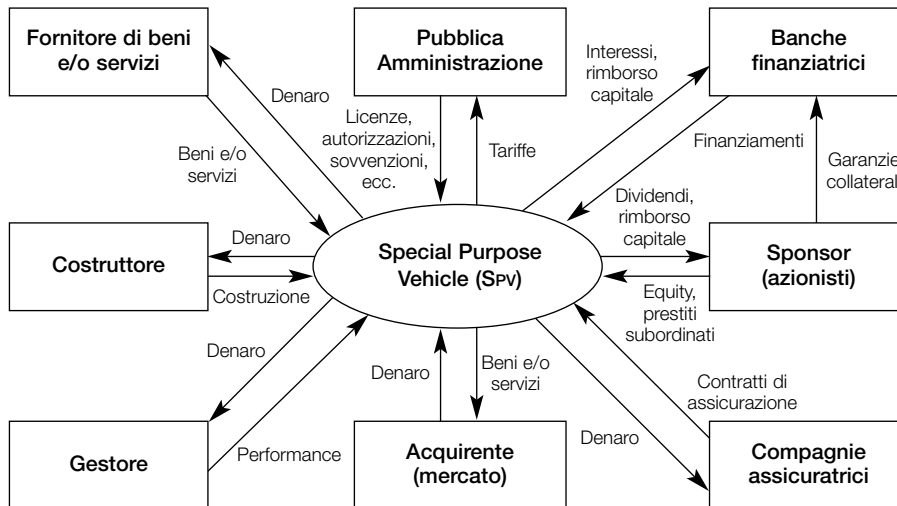 Fornitore di beni
e/o servizi
Denaro
Beni e/o
servizi
Pubblica
Amministrazione
Licenze,
autorizzazioni,
sovvenzioni,
ecc.
Tariffe
Interessi,
rimborso
capitale
Banche
finanziatrici
Finanziamenti
Garanzie
collaterali
Costruttore
Denaro
Costruzione
Special Purpose
Vehicle (SPV)
Dividendi,
rimborso
capitale
Sponsor
(azionisti)
Equity,
prestiti
subordinati
Denaro
Performance
Gestore
Denaro
Beni e/o
servizi
Acquirente
(mercato)
Contratti di
assicurazione
Denaro
Compagnie
assicuratrici